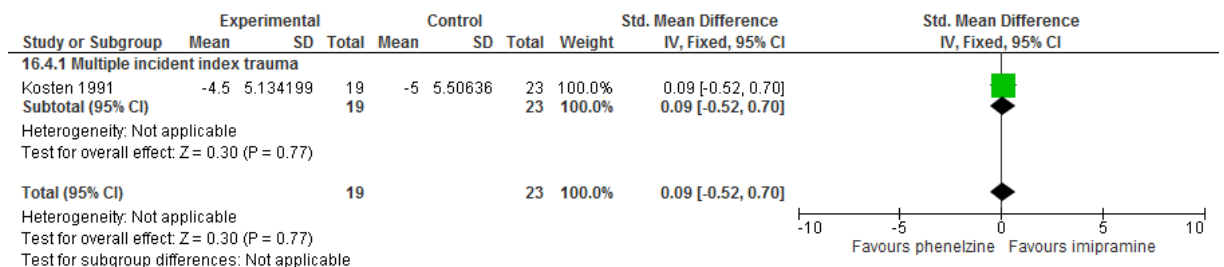 Experimental Control Std. Mean Difference Std. Mean Difference
Study or Subgroup Mean SD Total Mean SD Total Weight IV, Fixed, 95% CI IV, Fixed, 95% CI
16.4.1 Multiple incident index trauma
Kosten 1991 -4.5 5.134199 19 -5 5.50636 23 100.0% 0.09 [-0.52, 0.70]
Subtotal (95% CI) 19 23 100.0% 0.09 [-0.52, 0.70]
Heterogeneity: Not applicable
Test for overall effect: Z = 0.30 (P = 0.77)
Total (95% CI) 19 23 100.0% 0.09 [-0.52, 0.70]
Heterogeneity: Not applicable
Test for overall effect: Z = 0.30 (P = 0.77)
Test for subgroup differences: Not applicable
-10 -5 0 5 10
Favours phenelzine Favours imipramine